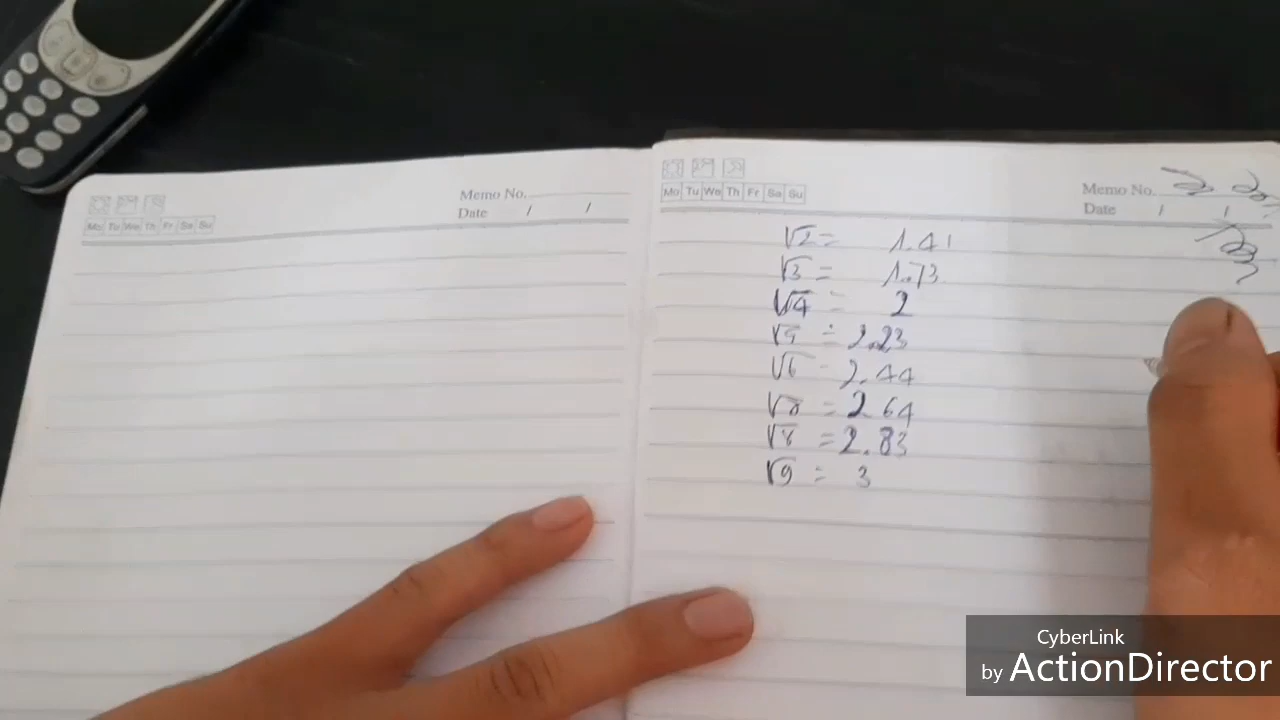 Memo No.
Date / /
Mo Tu We Th Fr Sa Su
Memo No.
Date / /
Mo Tu We Th Fr Sa Su
√2 = 1.41
√3 = 1.73
√4 = 2
√5 = 2.23
√6 = 2.44
= 2.64
√8 = 2.83
√9 = 3
CyberLink
by ActionDirector